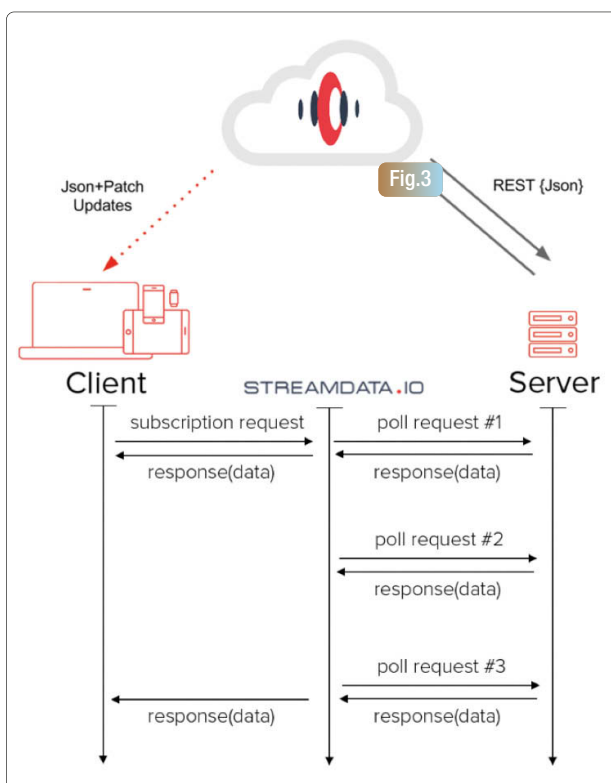 Json+Patch
Updates
Fig.3
REST {Json}
Client
STREAMDATA.IO
Server
subscription request
poll request #1
response(data)
response(data)
poll request #2
response(data)
poll request #3
response(data)
response(data)